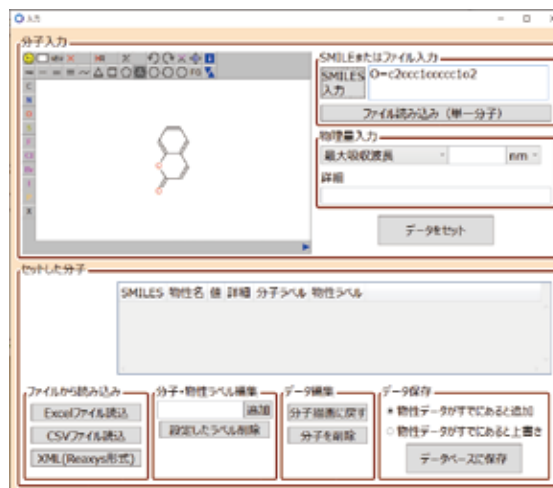 入力
分子入力
SMILEまたはファイル入力
SMILES
入力
O=c2ccc1ccccc1o2
ファイル読み込み（単一分子）
物理量入力
最大吸収波長
nm
詳細
データをセット
C
N
O
X
FG
セットした分子
SMILES 物性名 値 詳細 分子ラベル 物性ラベル
ファイルから読み込み
Excelファイル読込
CSVファイル読込
XML(Reaxys形式)
分子・物性ラベル編集
追加
設定したラベル削除
データ編集
分子描画に戻す
分子を削除
データ保存
物性データがすでにあると追加
物性データがすでにあると上書き
データベースに保存